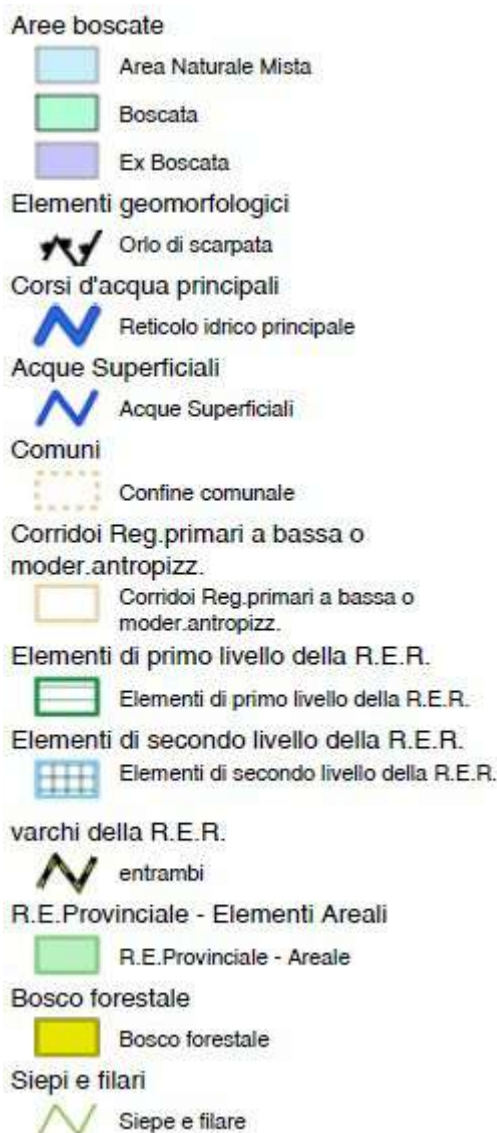 Aree boscate
Area Naturale Mista
Boscata
Ex Boscata
Elementi geomorfologici
Orlo di scarpata
Corsi d'acqua principali
Reticolo idrico principale
Acque Superficiali
Acque Superficiali
Comuni
Confine comunale
Corridoi Reg.primari a bassa o
moder.antropizz.
Corridoi Reg.primari a bassa o
moder.antropizz.
Elementi di primo livello della R.E.R.
Elementi di primo livello della R.E.R.
Elementi di secondo livello della R.E.R.
Elementi di secondo livello della R.E.R.
varchi della R.E.R.
entrambi
R.E.Provinciale - Elementi Areali
R.E.Provinciale - Areale
Bosco forestale
Bosco forestale
Siepi e filari
Siepe e filare